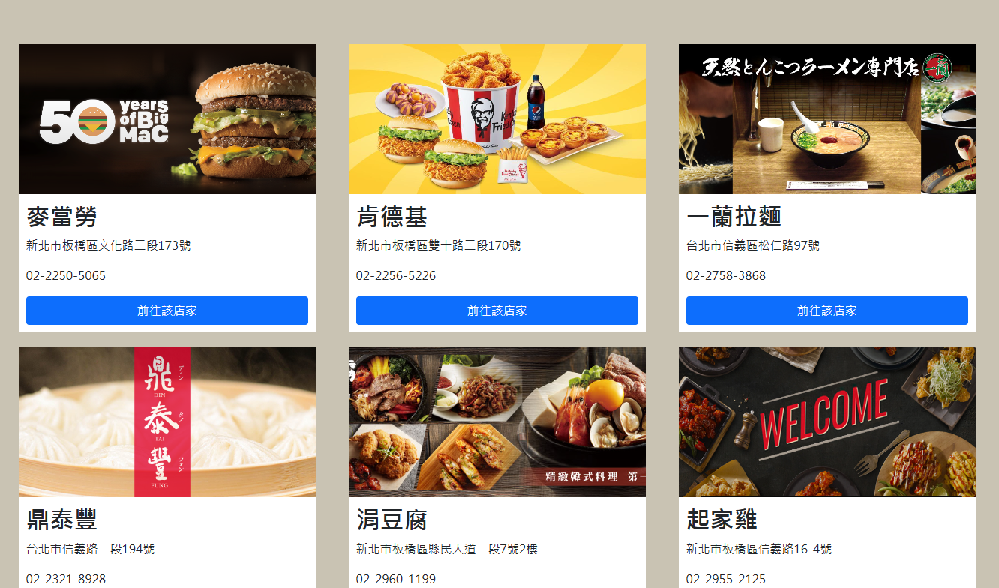 50 years of Big Mac
天然とんこつラーメン専門店
一蘭
麥當勞
新北市板橋區文化路二段173號
02-2250-5065
前往該店家
肯德基
新北市板橋區雙十路二段170號
02-2256-5226
前往該店家
一蘭拉麵
台北市信義區松仁路97號
02-2758-3868
前往該店家
鼎 DIN ディン
泰 TAI タイ
豐 FUNG フォン
精緻韓式料理 第一
WELCOME
鼎泰豐
台北市信義路二段194號
02-2321-8928
涓豆腐
新北市板橋區縣民大道二段7號2樓
02-2960-1199
起家雞
新北市板橋區信義路16-4號
02-2955-2125